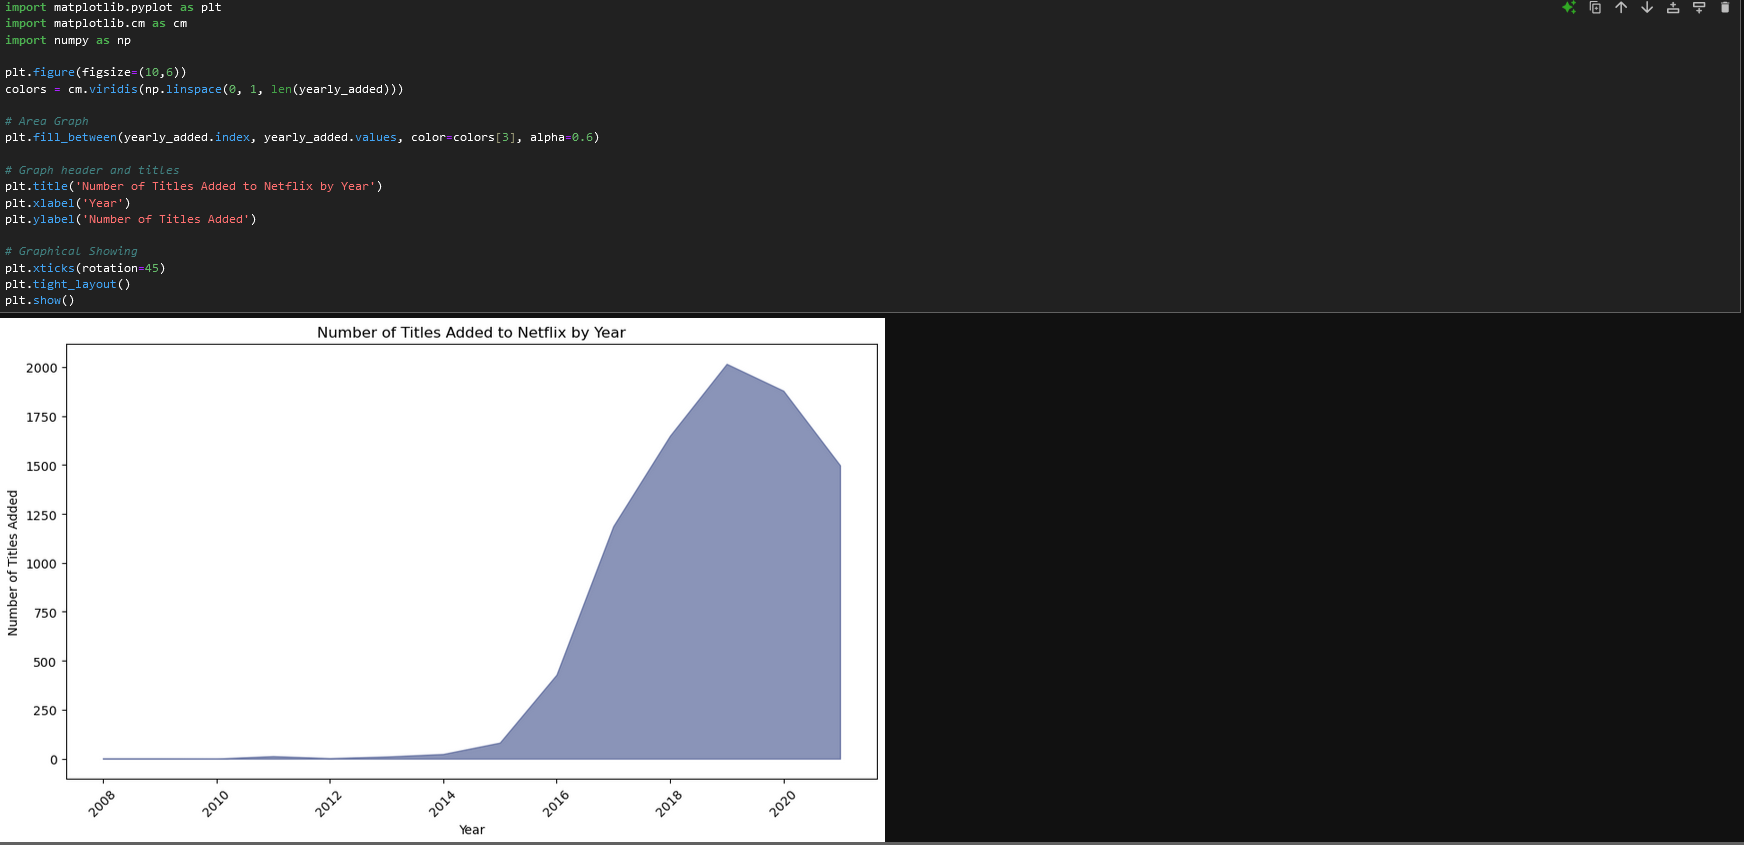 import matplotlib.pyplot as plt
import matplotlib.cm as cm
import numpy as np
plt.figure(figsize=(10,6))
colors = cm.viridis(np.linspace(0, 1, len(yearly_added)))
# Area Graph
plt.fill_between(yearly_added.index, yearly_added.values, color=colors[3], alpha=0.6)
# Graph header and titles
plt.title('Number of Titles Added to Netflix by Year')
plt.xlabel('Year')
plt.ylabel('Number of Titles Added')
# Graphical Showing
plt.xticks(rotation=45)
plt.tight_layout()
plt.show()
Number of Titles Added to Netflix by Year
2000
1750
1500
1250
1000
750
500
250
0
Number of Titles Added
2008
2010
2012
2014
2016
2018
2020
Year